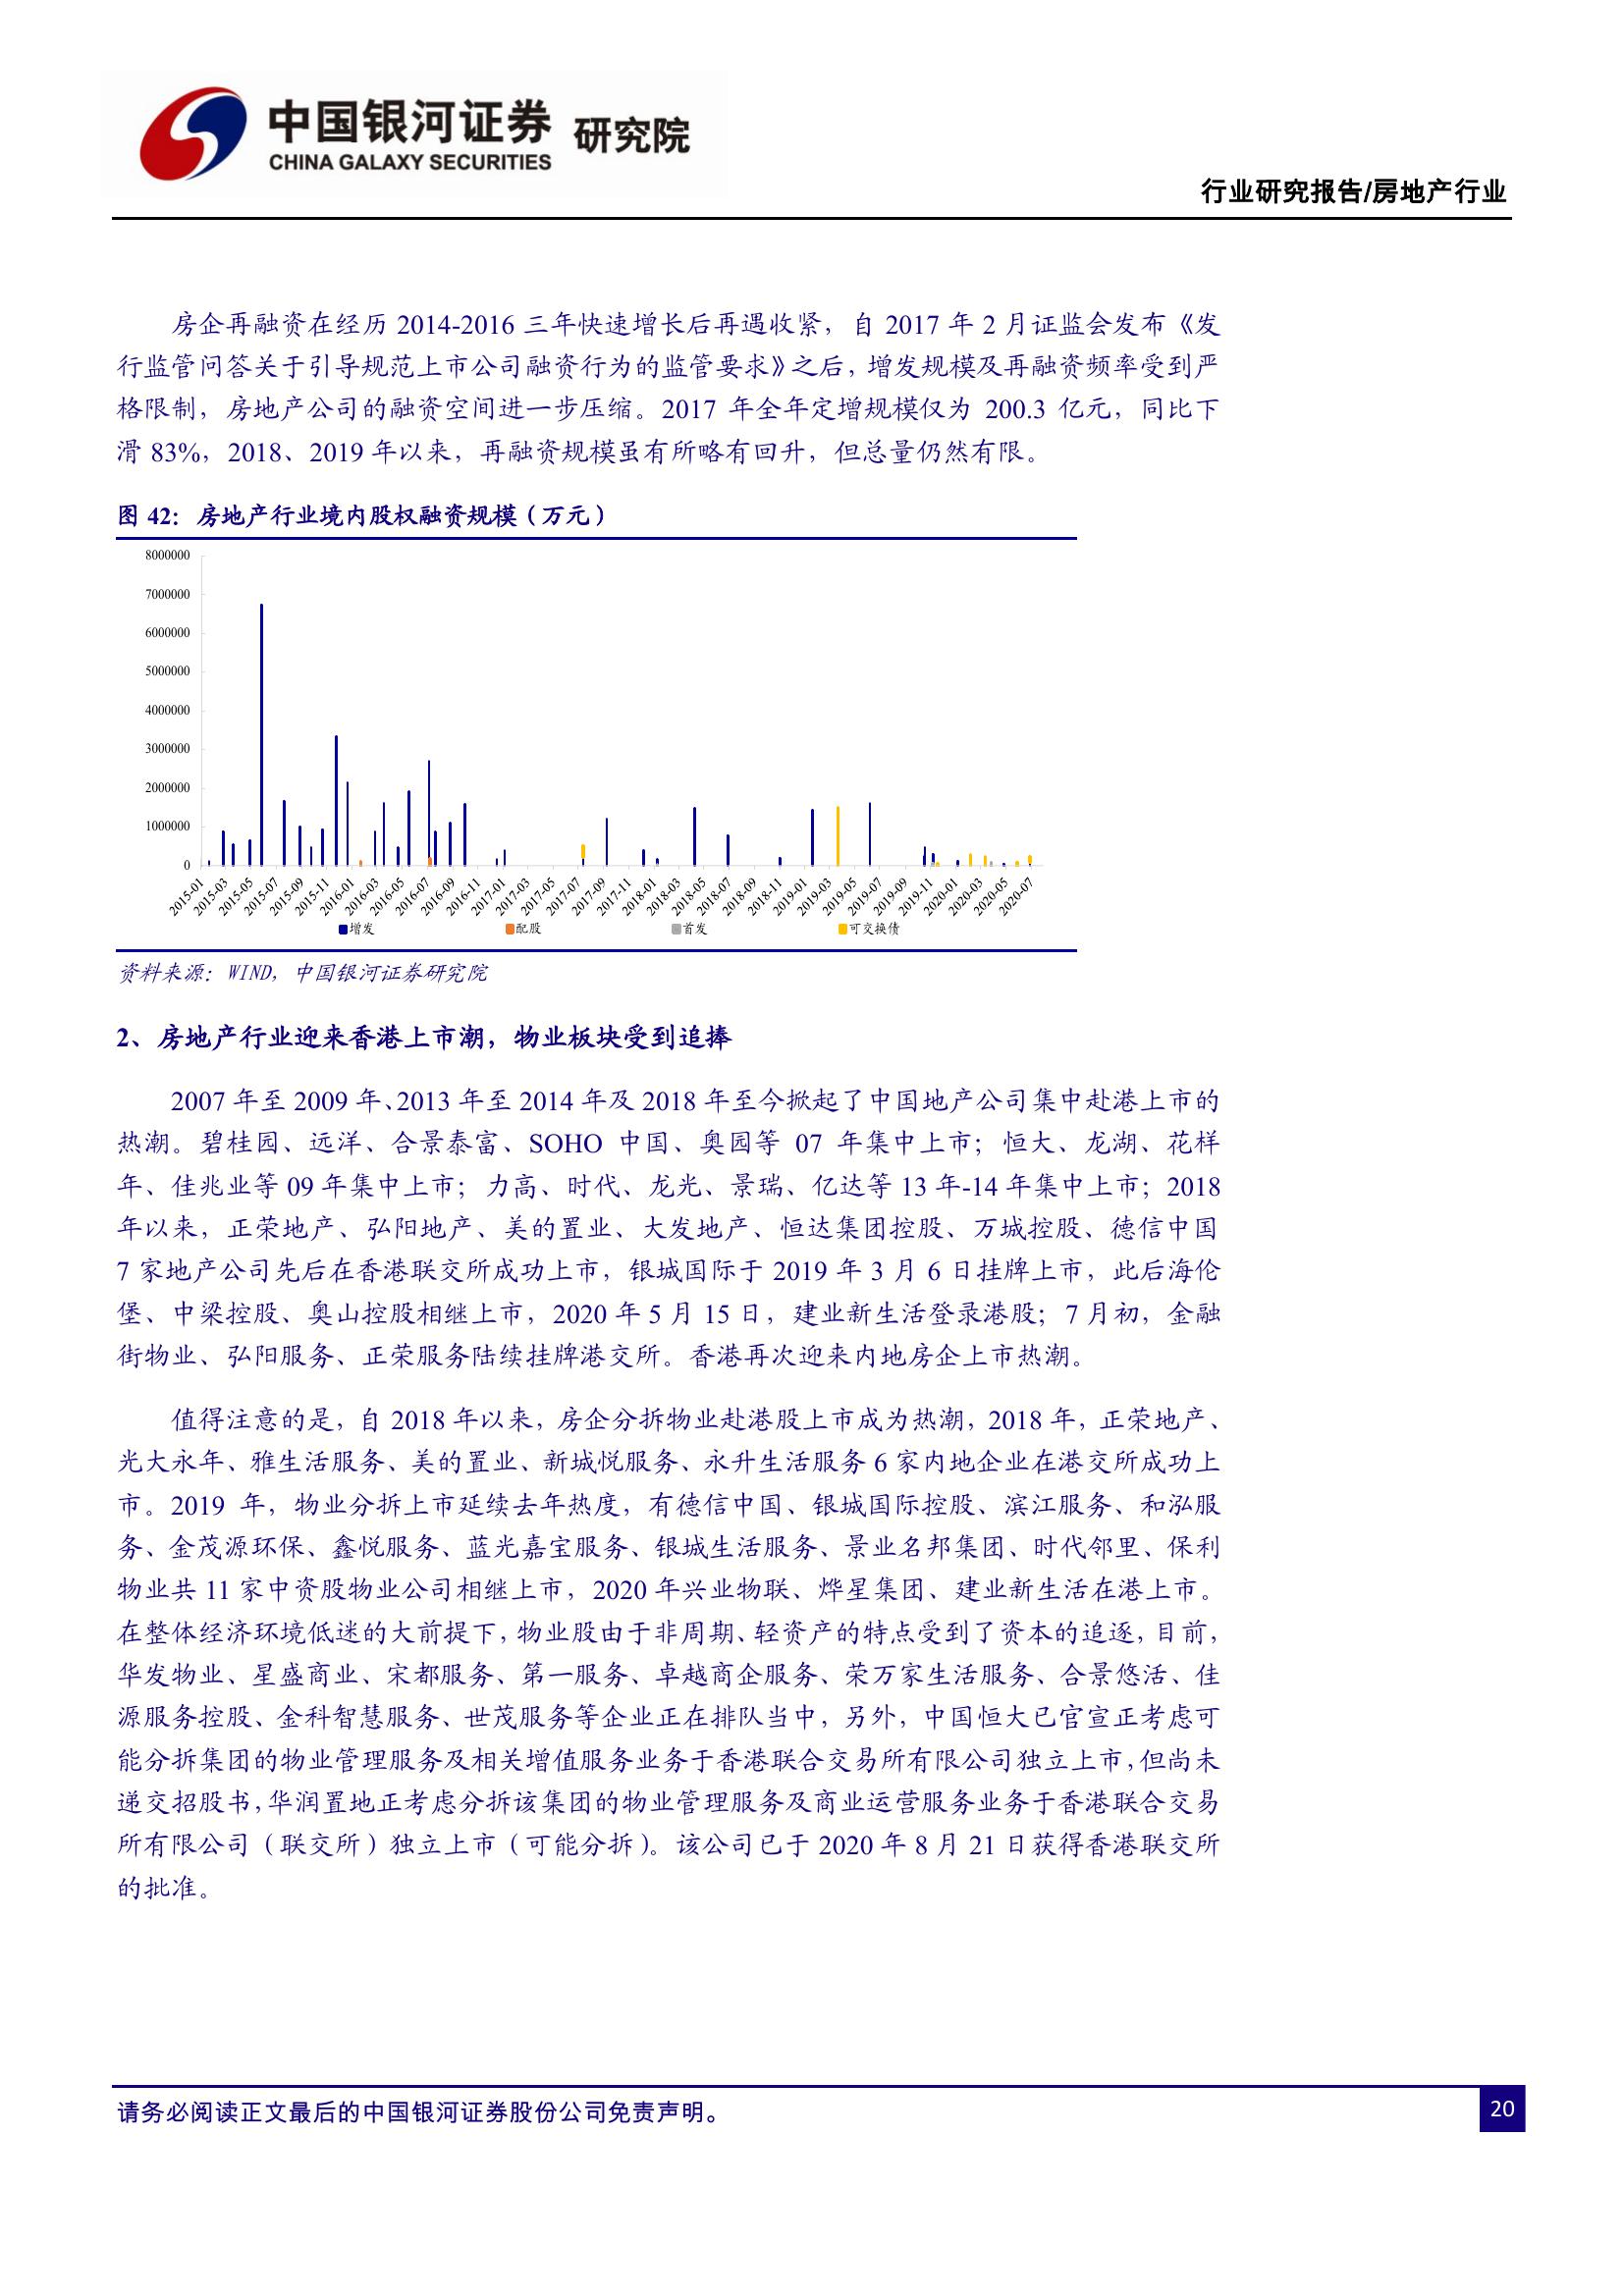 中国银河证券 研究院
CHINA GALAXY SECURITIES
行业研究报告/房地产行业
房企再融资在经历 2014-2016 三年快速增长后再遇收紧，自 2017 年 2 月证监会发布《发
行监管问答关于引导规范上市公司融资行为的监管要求》之后，增发规模及再融资频率受到严
格限制，房地产公司的融资空间进一步压缩。2017 年全年定增规模仅为 200.3 亿元，同比下
滑 83%，2018、2019 年以来，再融资规模虽有所略有回升，但总量仍然有限。
图 42：房地产行业境内股权融资规模（万元）
8000000
7000000
6000000
5000000
4000000
3000000
2000000
1000000
0
2015-01 2015-03 2015-05 2015-07 2015-09 2015-11 2016-01 2016-03 2016-05 2016-07 2016-09 2016-11 2017-01 2017-03 2017-05 2017-07 2017-09 2017-11 2018-01 2018-03 2018-05 2018-07 2018-09 2018-11 2019-01 2019-03 2019-05 2019-07 2019-09 2019-11 2020-01 2020-03 2020-05 2020-07
增发 配股 首发 可交换债
资料来源：WIND，中国银河证券研究院
2、房地产行业迎来香港上市潮，物业板块受到追捧
2007 年至 2009 年、2013 年至 2014 年及 2018 年至今掀起了中国地产公司集中赴港上市的
热潮。碧桂园、远洋、合景泰富、SOHO 中国、奥园等 07 年集中上市；恒大、龙湖、花样
年、佳兆业等 09 年集中上市；力高、时代、龙光、景瑞、亿达等 13 年-14 年集中上市；2018
年以来，正荣地产、弘阳地产、美的置业、大发地产、恒达集团控股、万城控股、德信中国
7 家地产公司先后在香港联交所成功上市，银城国际于 2019 年 3 月 6 日挂牌上市，此后海伦
堡、中梁控股、奥山控股相继上市，2020 年 5 月 15 日，建业新生活登录港股；7 月初，金融
街物业、弘阳服务、正荣服务陆续挂牌港交所。香港再次迎来内地房企上市热潮。
值得注意的是，自 2018 年以来，房企分拆物业赴港股上市成为热潮，2018 年，正荣地产、
光大永年、雅生活服务、美的置业、新城悦服务、永升生活服务 6 家内地企业在港交所成功上
市。2019 年，物业分拆上市延续去年热度，有德信中国、银城国际控股、滨江服务、和泓服
务、金茂源环保、鑫悦服务、蓝光嘉宝服务、银城生活服务、景业名邦集团、时代邻里、保利
物业共 11 家中资股物业公司相继上市，2020 年兴业物联、烨星集团、建业新生活在港上市。
在整体经济环境低迷的大前提下，物业股由于非周期、轻资产的特点受到了资本的追逐，目前，
华发物业、星盛商业、宋都服务、第一服务、卓越商企服务、荣万家生活服务、合景悠活、佳
源服务控股、金科智慧服务、世茂服务等企业正在排队当中，另外，中国恒大已官宣正考虑可
能分拆集团的物业管理服务及相关增值服务业务于香港联合交易所有限公司独立上市，但尚未
递交招股书，华润置地正考虑分拆该集团的物业管理服务及商业运营服务业务于香港联合交易
所有限公司（联交所）独立上市（可能分拆）。该公司已于 2020 年 8 月 21 日获得香港联交所
的批准。
请务必阅读正文最后的中国银河证券股份公司免责声明。
20